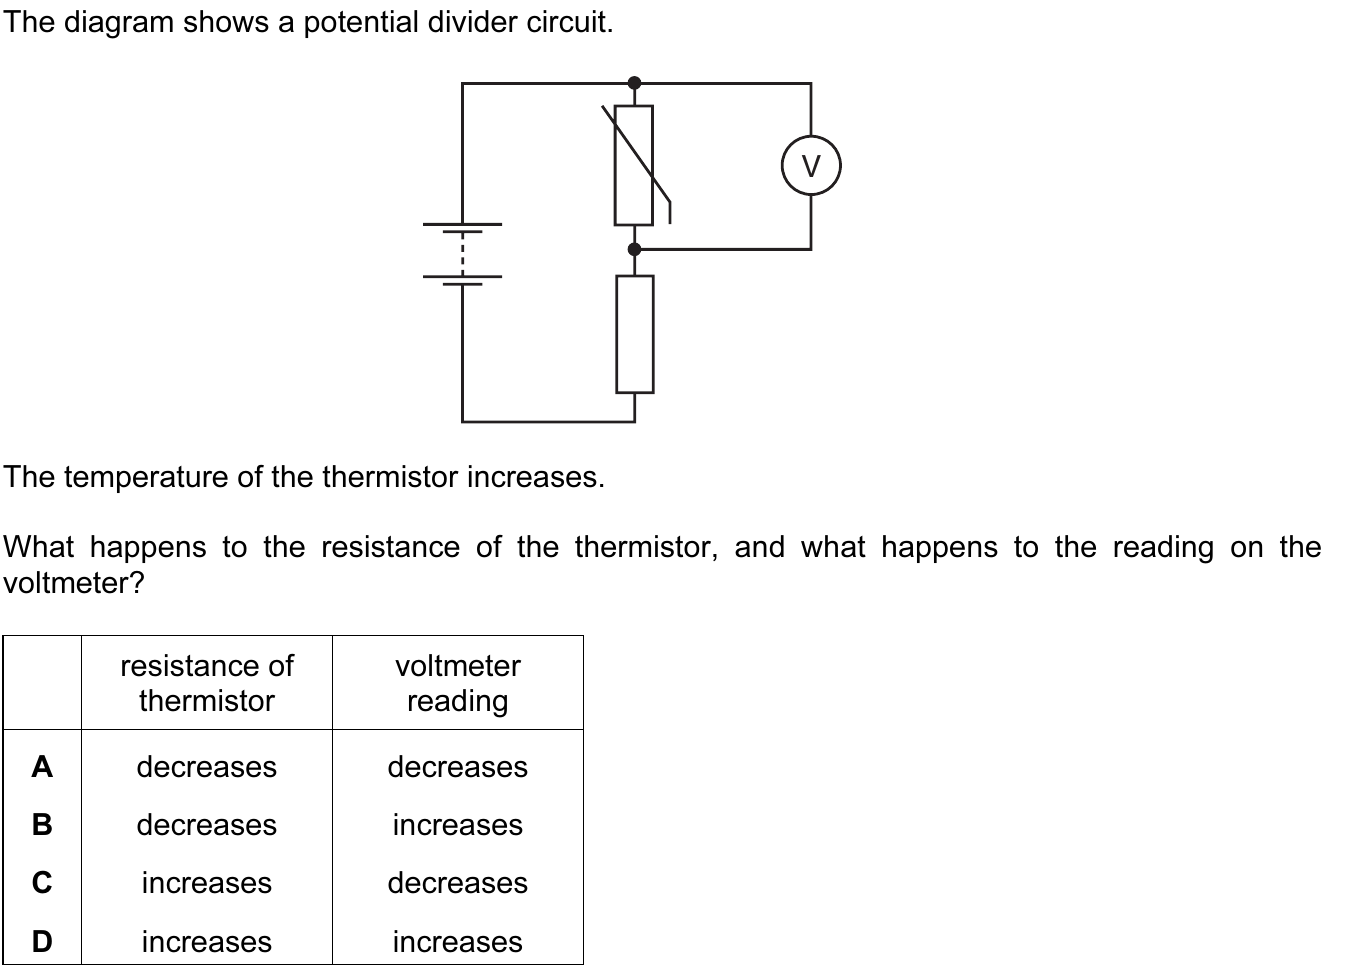 The diagram shows a potential divider circuit.
V
The temperature of the thermistor increases.
What happens to the resistance of the thermistor, and what happens to the reading on the
voltmeter?
resistance of thermistor voltmeter reading
A decreases decreases
B decreases increases
C increases decreases
D increases increases